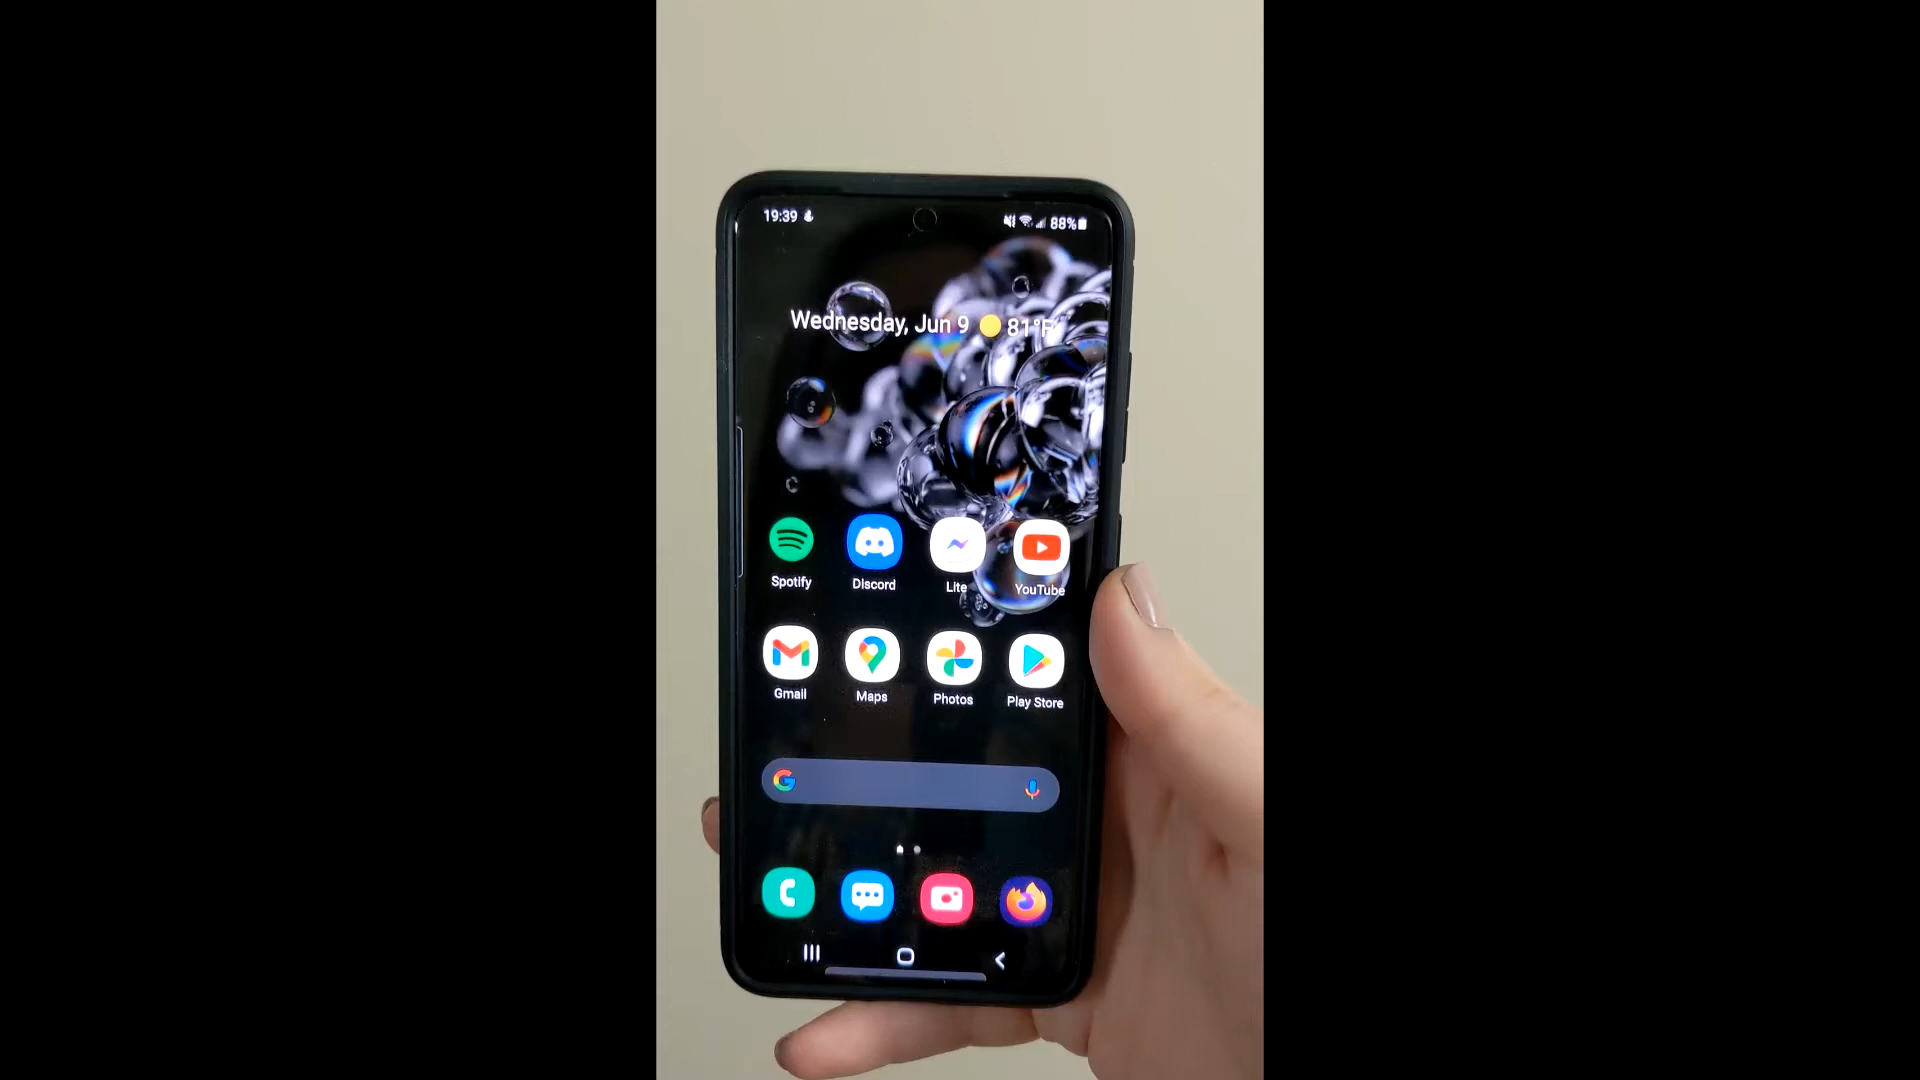 19:39 88%
Wednesday, Jun 9 81°F
Spotify Discord Lite YouTube
Gmail Maps Photos Play Store